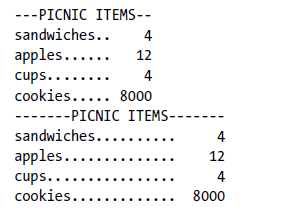 ---PICNIC ITEMS--
sandwiches..    4
apples......   12
cups........    4
cookies..... 8000
-------PICNIC ITEMS-------
sandwiches..........     4
apples..............    12
cups................     4
cookies.............  8000